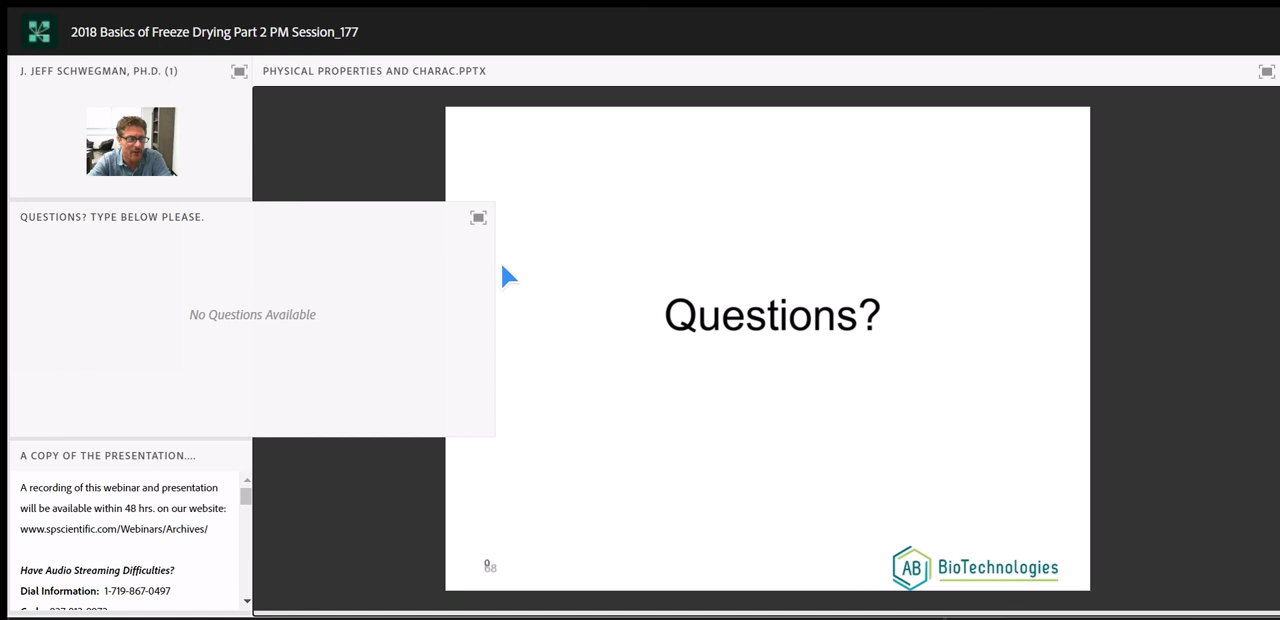 2018 Basics of Freeze Drying Part 2 PM Session_177
J. JEFF SCHWEGMAN, PH.D. (1)
PHYSICAL PROPERTIES AND CHARAC.PPTX
QUESTIONS? TYPE BELOW PLEASE.
No Questions Available
Questions?
A COPY OF THE PRESENTATION....
A recording of this webinar and presentation
will be available within 48 hrs. on our website:
www.spscientific.com/Webinars/Archives/
Have Audio Streaming Difficulties?
Dial Information: 1-719-867-0497
AB BioTechnologies